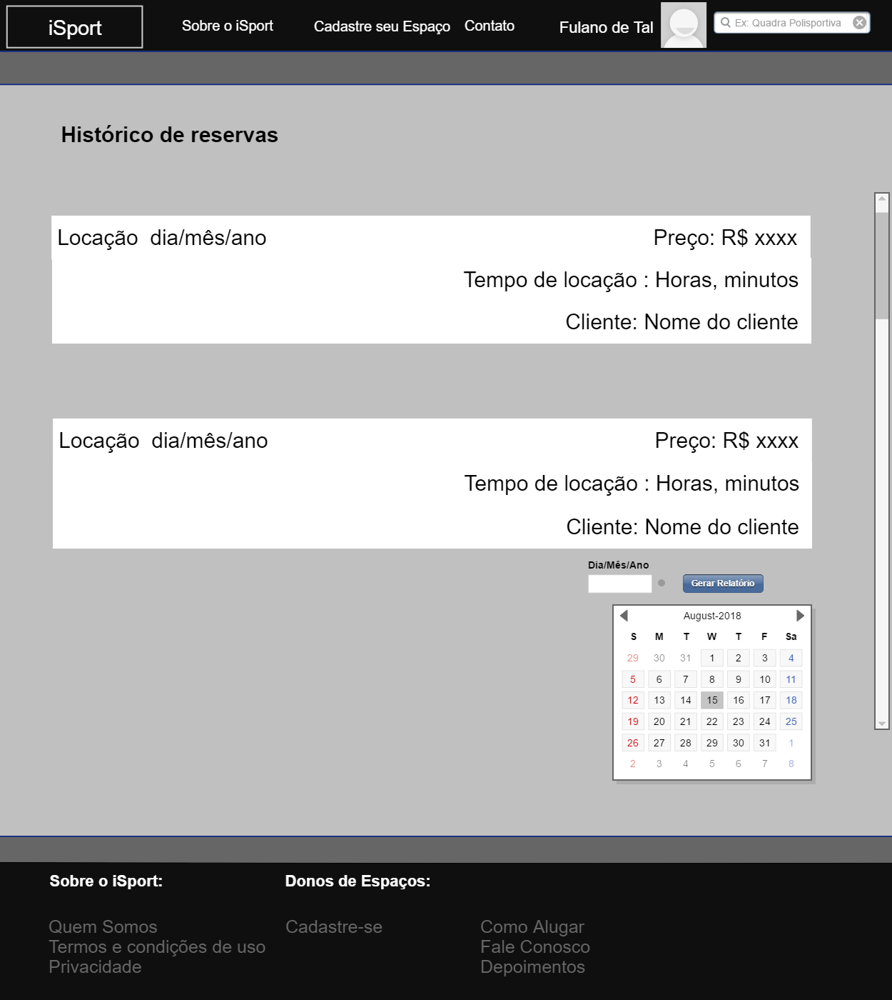 iSport
Sobre o iSport
Cadastre seu Espaço
Contato
Fulano de Tal
Ex: Quadra Polisportiva
Histórico de reservas
Locação  dia/mês/ano
Preço: R$ xxxx
Tempo de locação : Horas, minutos
Cliente: Nome do cliente
Locação  dia/mês/ano
Preço: R$ xxxx
Tempo de locação : Horas, minutos
Cliente: Nome do cliente
Dia/Mês/Ano
Gerar Relatório
August-2018
S M T W T F Sa
29 30 31 1 2 3 4
5 6 7 8 9 10 11
12 13 14 15 16 17 18
19 20 21 22 23 24 25
26 27 28 29 30 31 1
2 3 4 5 6 7 8
Sobre o iSport:
Quem Somos
Termos e condições de uso
Privacidade
Donos de Espaços:
Cadastre-se
Como Alugar
Fale Conosco
Depoimentos